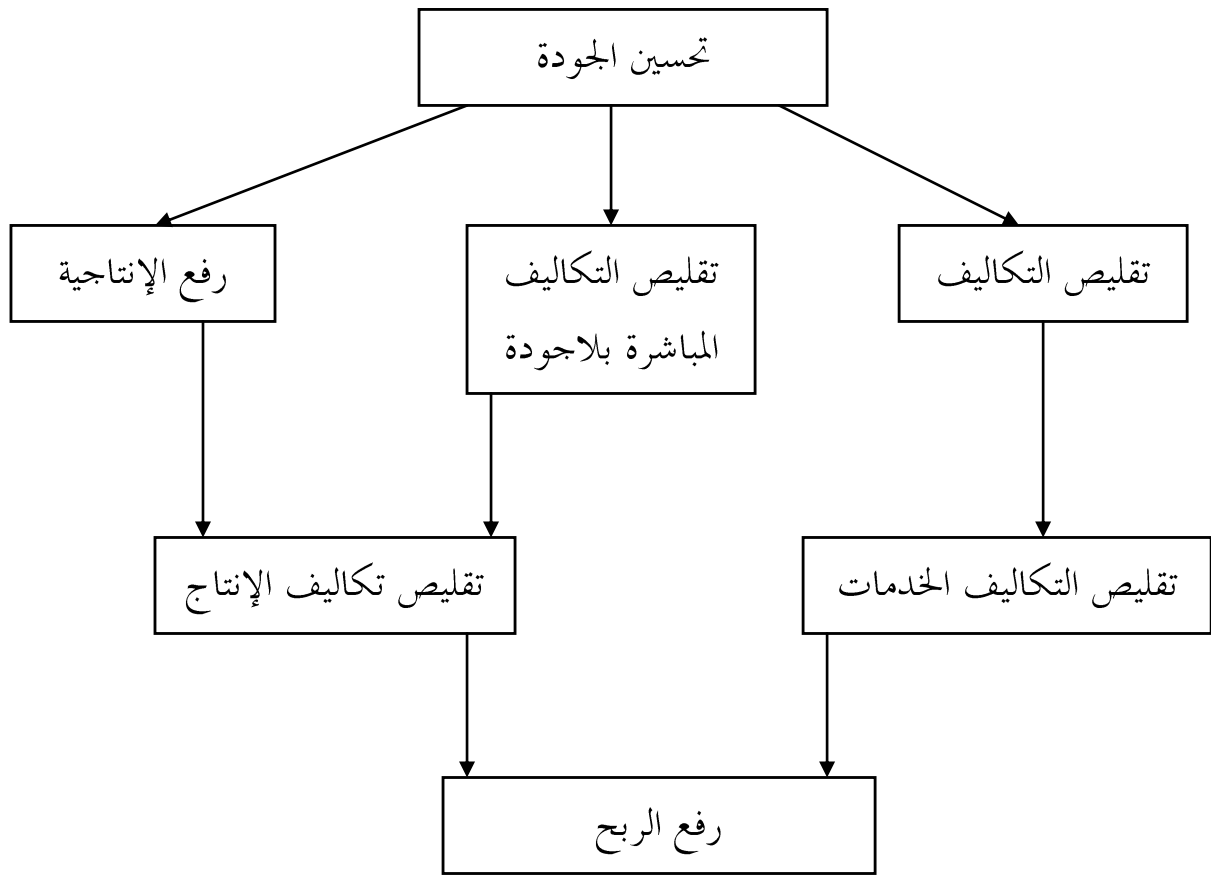 تحسين الجودة
تقليص التكاليف
تقليص التكاليف
المباشرة بلاجودة
رفع الإنتاجية
تقليص التكاليف الخدمات
تقليص تكاليف الإنتاج
رفع الربح